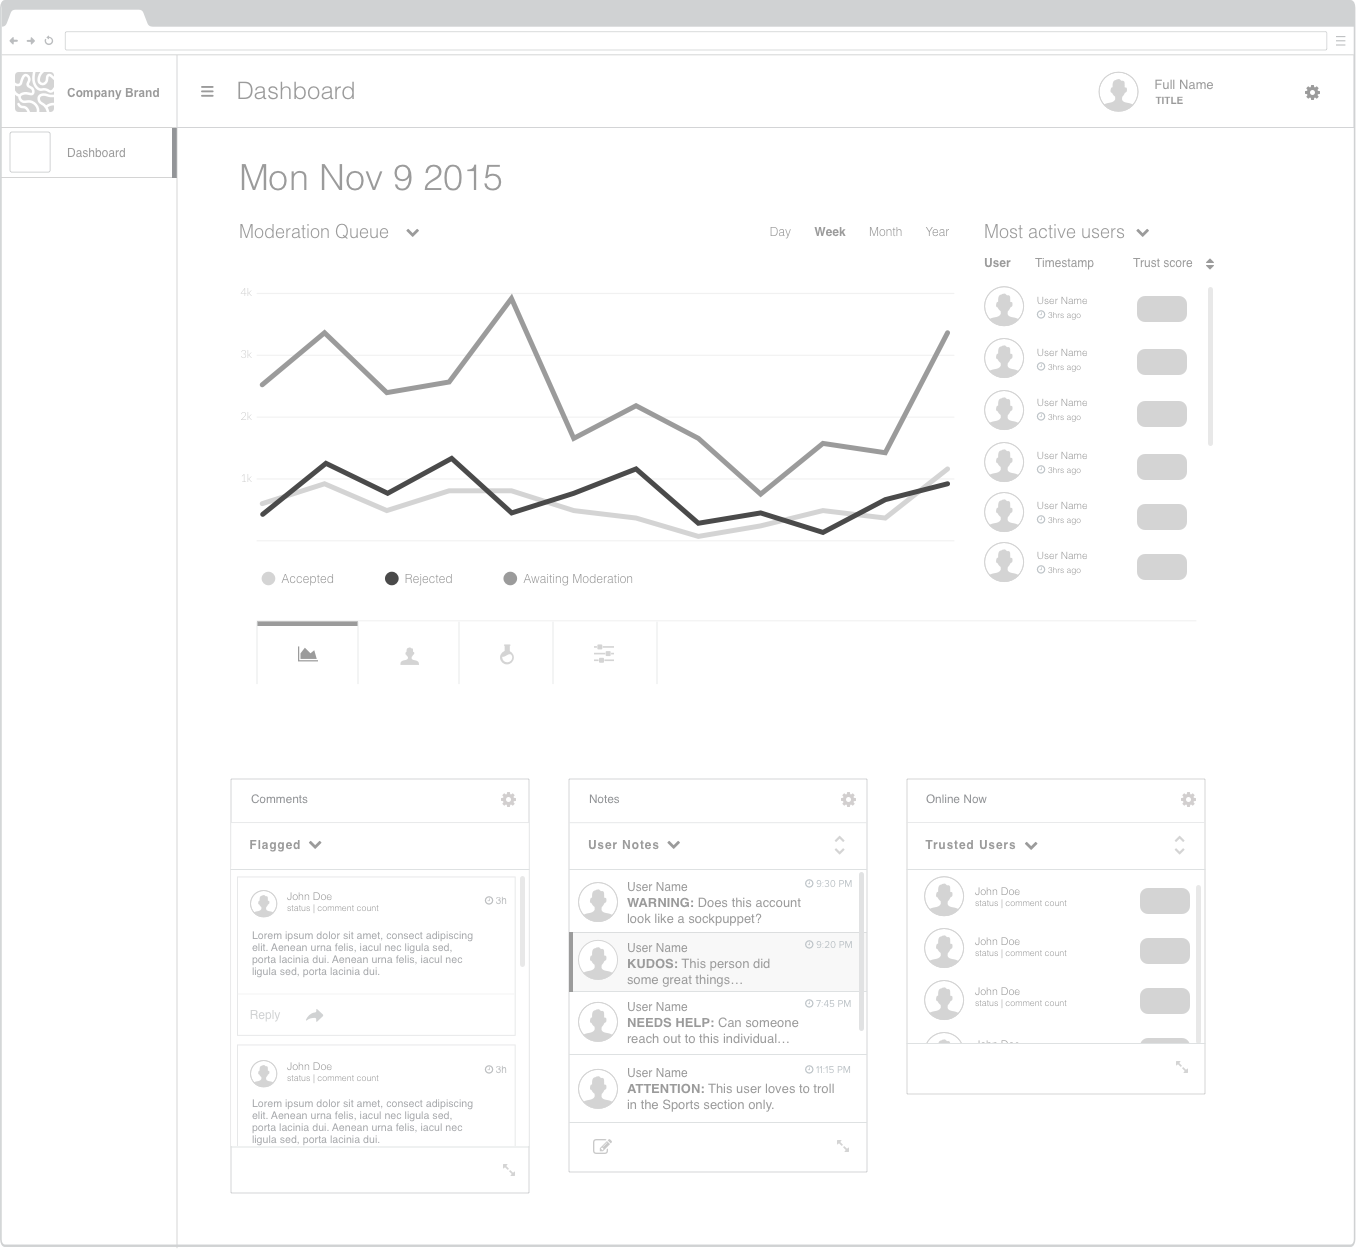 Company Brand
Dashboard
Full Name
TITLE
Dashboard
Mon Nov 9 2015
Moderation Queue
Day Week Month Year
Most active users
User Timestamp Trust score
4k
3k
2k
1k
Accepted Rejected Awaiting Moderation
User Name
3hrs ago
User Name
3hrs ago
User Name
3hrs ago
User Name
3hrs ago
User Name
3hrs ago
User Name
3hrs ago
Comments
Flagged
John Doe
status | comment count
3h
Lorem ipsum dolor sit amet, consect adipiscing
elit. Aenean urna felis, iacul nec ligula sed,
porta lacinia dui. Aenean urna felis, iacul nec
ligula sed, porta lacinia dui.
Reply
John Doe
status | comment count
3h
Lorem ipsum dolor sit amet, consect adipiscing
elit. Aenean urna felis, iacul nec ligula sed,
porta lacinia dui. Aenean urna felis, iacul nec
ligula sed, porta lacinia dui.
Notes
User Notes
User Name
9:30 PM
WARNING: Does this account
look like a sockpuppet?
User Name
9:20 PM
KUDOS: This person did
some great things...
User Name
7:45 PM
NEEDS HELP: Can someone
reach out to this individual...
User Name
11:15 PM
ATTENTION: This user loves to troll
in the Sports section only.
Online Now
Trusted Users
John Doe
status | comment count
John Doe
status | comment count
John Doe
status | comment count
John Doe